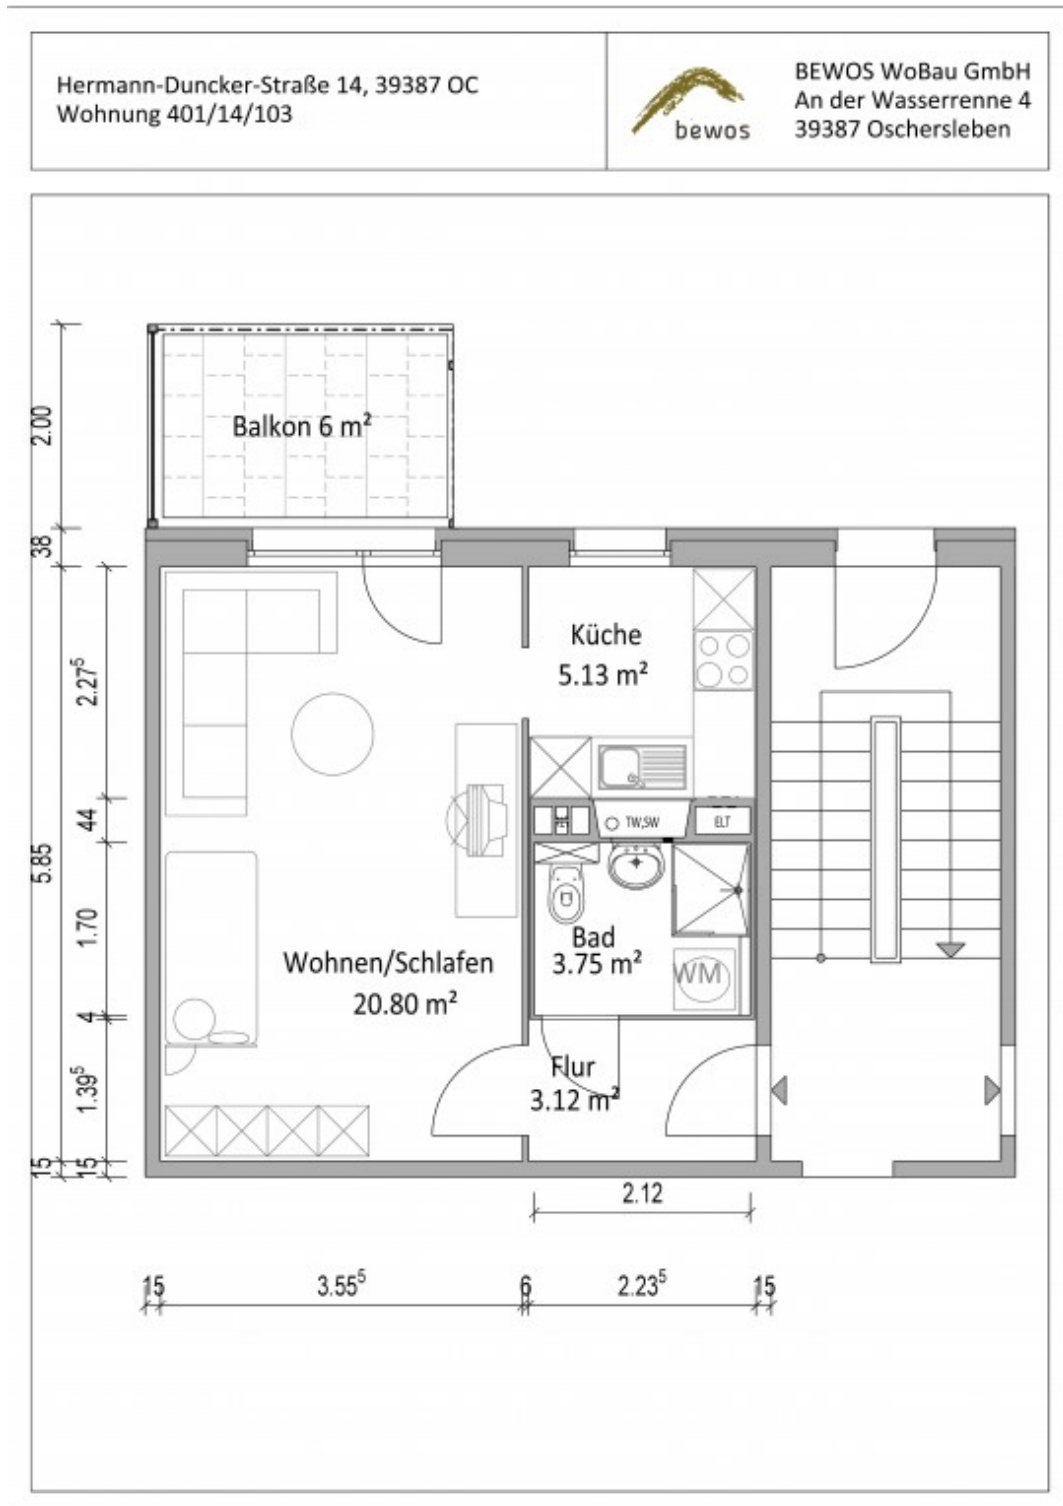 Hermann-Duncker-Straße 14, 39387 OC
Wohnung 401/14/103
bewos
BEWOS WoBau GmbH
An der Wasserrenne 4
39387 Oschersleben
2.00
Balkon 6 m²
38
Küche
5.13 m²
2.27⁵
44
TW,SW
ELT
5.85
1.70
Bad
3.75 m²
WM
Wohnen/Schlafen
20.80 m²
4
Flur
3.12 m²
1.39⁵
15
15
2.12
15
3.55⁵
6
2.23⁵
15